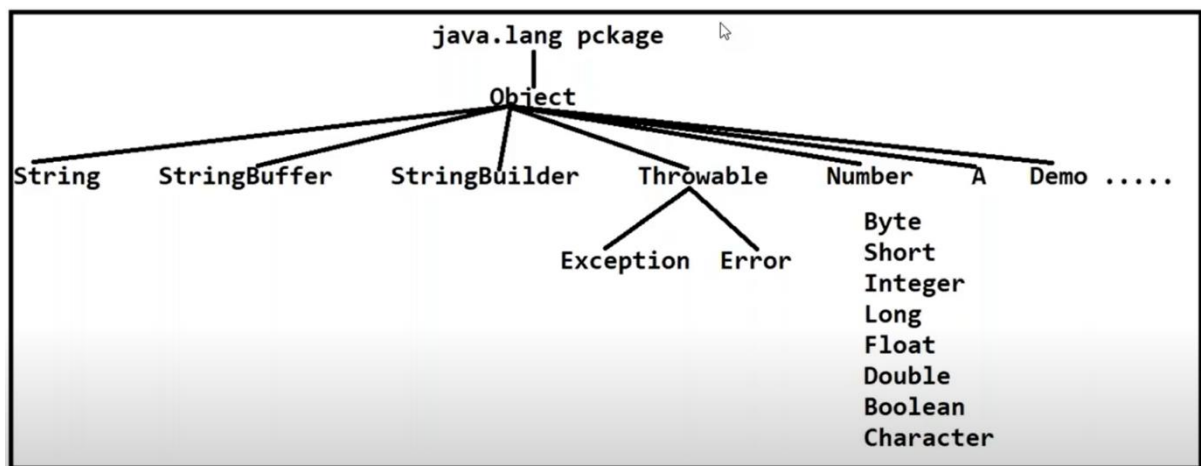 java.lang pckage
Object
String StringBuffer StringBuilder Throwable Number A Demo .....
Exception Error
Byte
Short
Integer
Long
Float
Double
Boolean
Character